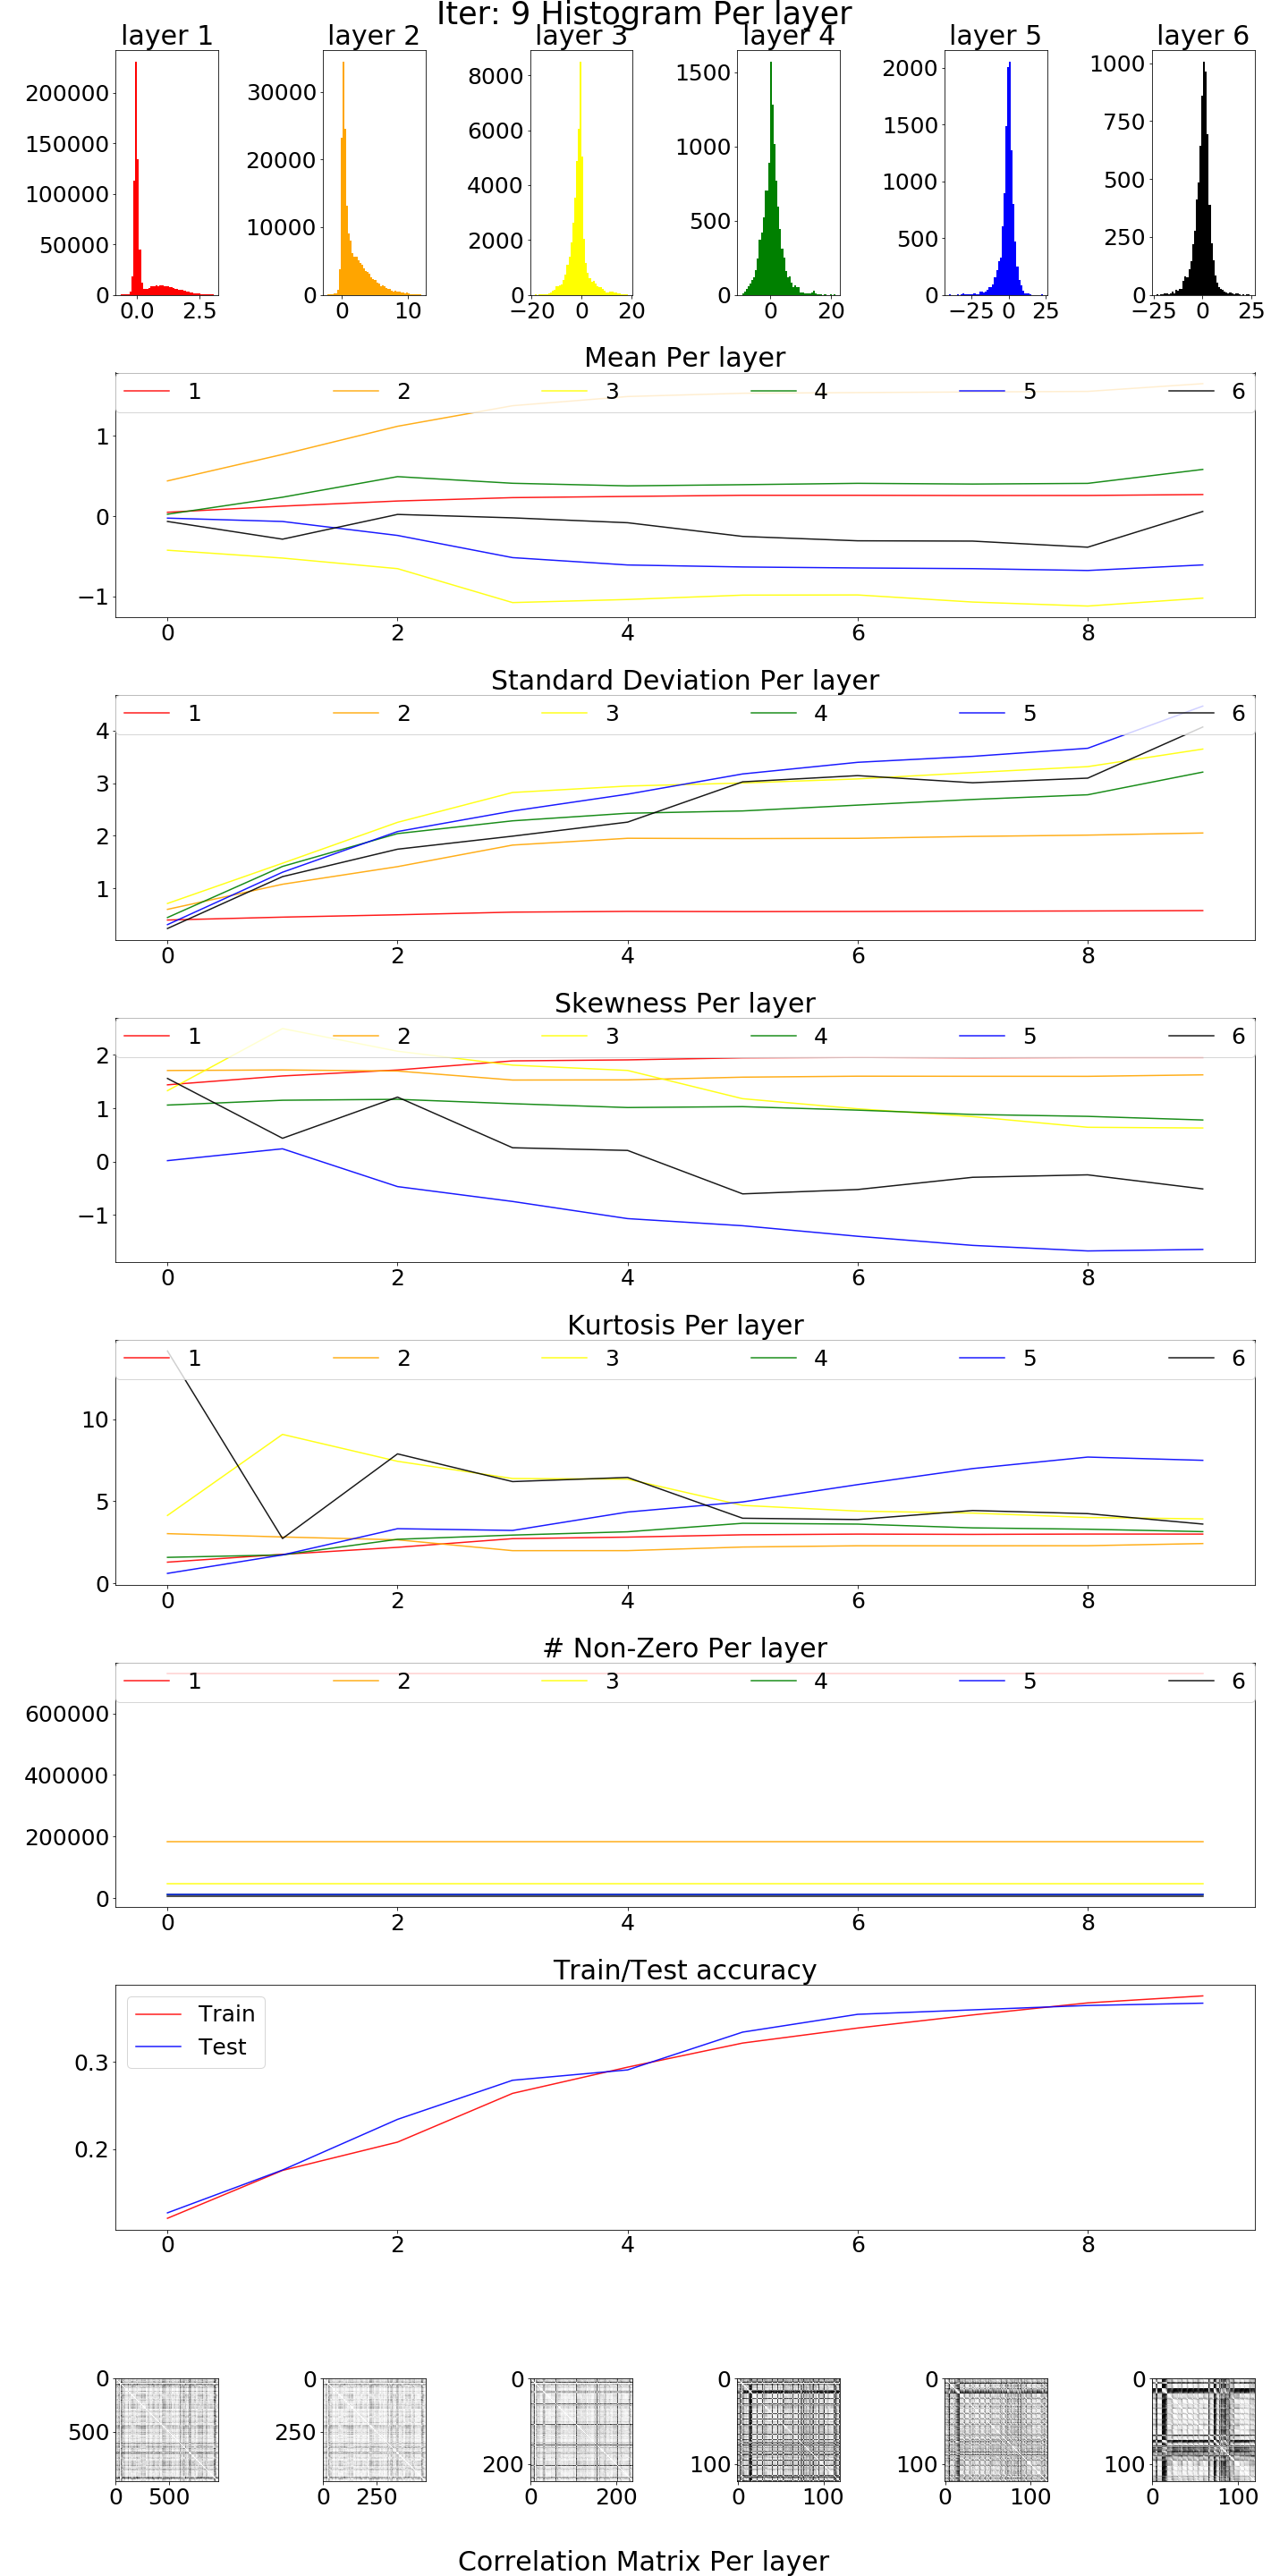 Iter: 9 Histogram Per layer
layer 1 layer 2 layer 3 layer 4 layer 5 layer 6
200000 150000 100000 50000 0
0.0 2.5
30000 20000 10000 0
0 10
8000 6000 4000 2000 0
−20 0 20
1500 1000 500 0
0 20
2000 1500 1000 500 0
−25 0 25
1000 750 500 250 0
−25 0 25
Mean Per layer
1 2 3 4 5 6
1
0
−1
0 2 4 6 8
Standard Deviation Per layer
1 2 3 4 5 6
4
3
2
1
0 2 4 6 8
Skewness Per layer
1 2 3 4 5 6
2
1
0
−1
0 2 4 6 8
Kurtosis Per layer
1 2 3 4 5 6
10
5
0
0 2 4 6 8
# Non-Zero Per layer
1 2 3 4 5 6
600000
400000
200000
0
0 2 4 6 8
Train/Test accuracy
Train
Test
0.3
0.2
0 2 4 6 8
0 500
0 500
0 250
0 250
0 200
0 200
0 100
0 100
0 100
0 100
0 100
0 100
Correlation Matrix Per layer